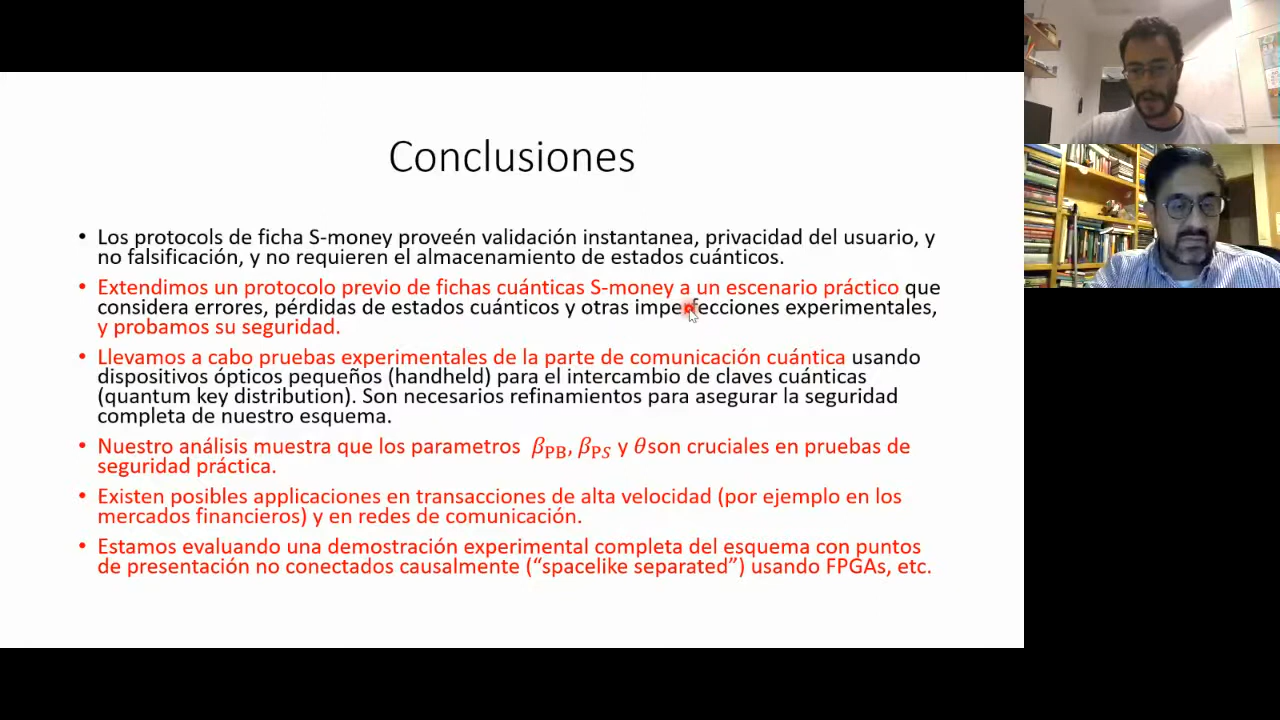 Conclusiones
• Los protocols de ficha S-money proveén validación instantanea, privacidad del usuario, y
no falsificación, y no requieren el almacenamiento de estados cuánticos.
• Extendimos un protocolo previo de fichas cuánticas S-money a un escenario práctico que
considera errores, pérdidas de estados cuánticos y otras imperfecciones experimentales,
y probamos su seguridad.
• Llevamos a cabo pruebas experimentales de la parte de comunicación cuántica usando
dispositivos ópticos pequeños (handheld) para el intercambio de claves cuánticas
(quantum key distribution). Son necesarios refinamientos para asegurar la seguridad
completa de nuestro esquema.
• Nuestro análisis muestra que los parametros β_PB, β_PS y θson cruciales en pruebas de
seguridad práctica.
• Existen posibles applicaciones en transacciones de alta velocidad (por ejemplo en los
mercados financieros) y en redes de comunicación.
• Estamos evaluando una demostración experimental completa del esquema con puntos
de presentación no conectados causalmente (“spacelike separated”) usando FPGAs, etc.